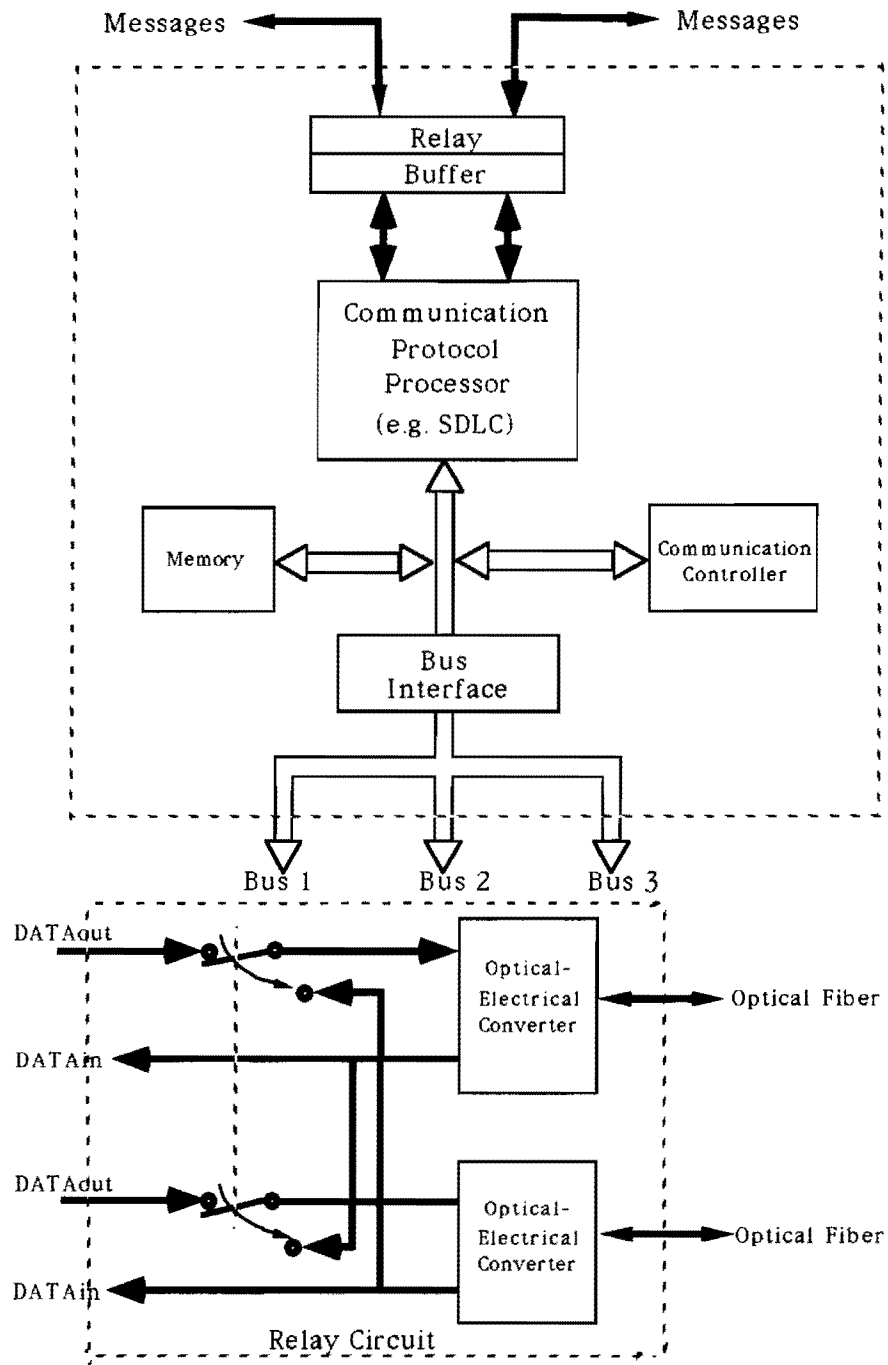 Messages
Messages
Relay
Buffer
Communication
Protocol
Processor
(e.g. SDLC)
Memory
Communication
Controller
Bus
Interface
Bus 1
Bus 2
Bus 3
DATAout
Optical-
Electrical
Converter
Optical Fiber
DATAin
DATAout
Optical-
Electrical
Converter
Optical Fiber
DATAin
Relay Circuit